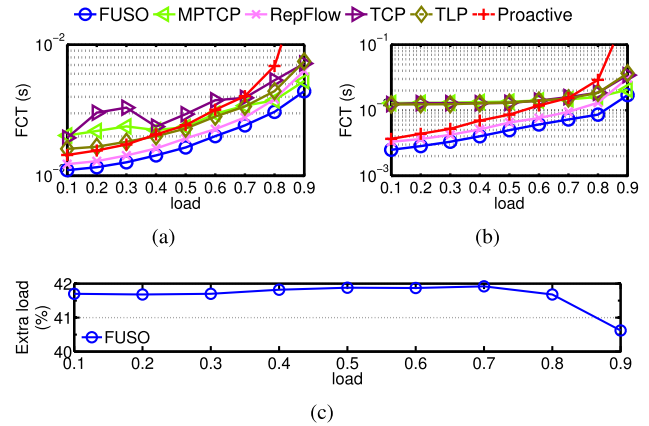 FUSO MPTCP RepFlow TCP TLP Proactive
10⁻²
FCT (s)
10⁻³
0.1 0.2 0.3 0.4 0.5 0.6 0.7 0.8 0.9
load
(a)
10⁻¹
FCT (s)
10⁻²
10⁻³
0.1 0.2 0.3 0.4 0.5 0.6 0.7 0.8 0.9
load
(b)
Extra load
(%)
42
41
40
FUSO
0.1 0.2 0.3 0.4 0.5 0.6 0.7 0.8 0.9
load
(c)